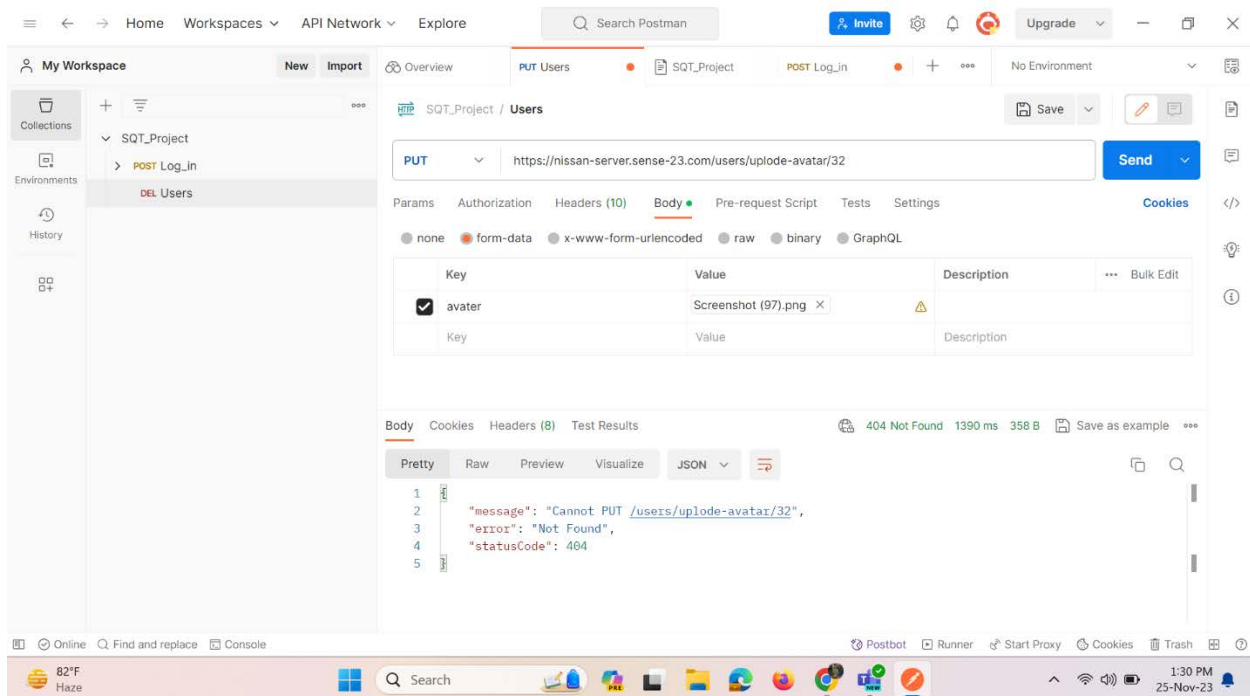 Home Workspaces API Network Explore Search Postman Invite Upgrade
My Workspace New Import Overview PUT Users SQT_Project POST Log_in No Environment
Collections
Environments
History
SQT_Project
POST Log_in
DEL Users
HTTP SQT_Project / Users Save
PUT https://nissan-server.sense-23.com/users/uplode-avatar/32 Send
Params Authorization Headers (10) Body Pre-request Script Tests Settings Cookies
none form-data x-www-form-urlencoded raw binary GraphQL
Key Value Description Bulk Edit
avater Screenshot (97).png
Key Value Description
Body Cookies Headers (8) Test Results 404 Not Found 1390 ms 358 B Save as example
Pretty Raw Preview Visualize JSON
1 {
2 "message": "Cannot PUT /users/uplode-avatar/32",
3 "error": "Not Found",
4 "statusCode": 404
5 }
Online Find and replace Console Postbot Runner Start Proxy Cookies Trash
82°F
Haze
Search
PRE
NEW
1:30 PM
25-Nov-23